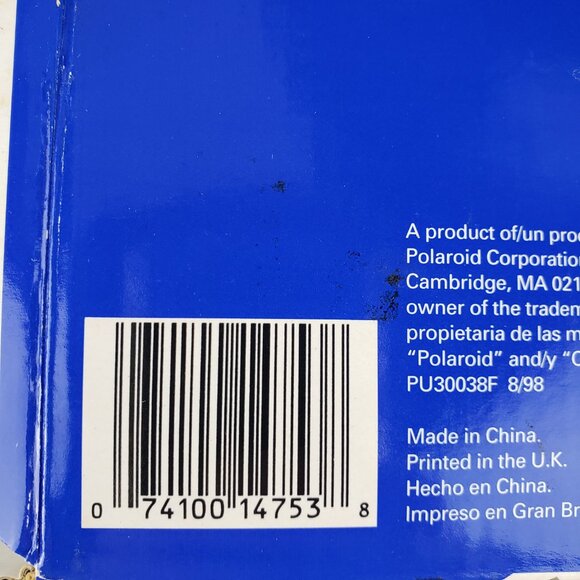 A product of/un
Polaroid
Cambridge, MA
owner of the
propietaria de las
“Polaroid” and/y
PU30038F 8/98
Made in China.
Printed in the U.K.
Hecho en China.
Impreso en Gran
0 74100 14753 8